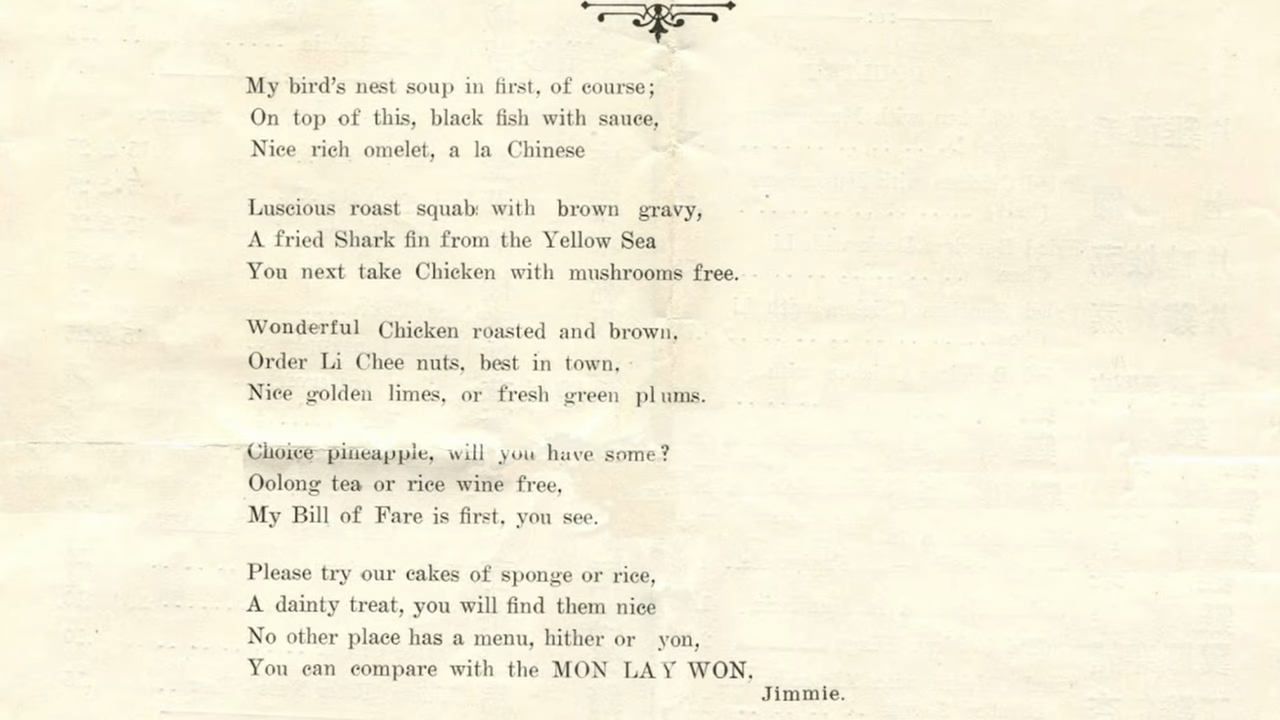 My bird's nest soup in first, of course;
On top of this, black fish with sauce,
Nice rich omelet, a la Chinese
Luscious roast squab with brown gravy,
A fried Shark fin from the Yellow Sea
You next take Chicken with mushrooms free.
Wonderful Chicken roasted and brown,
Order Li Chee nuts, best in town,
Nice golden limes, or fresh green plums.
Choice pineapple, will you have some?
Oolong tea or rice wine free,
My Bill of Fare is first, you see.
Please try our cakes of sponge or rice,
A dainty treat, you will find them nice
No other place has a menu, hither or yon,
You can compare with the MON LAY WON.
Jimmie.